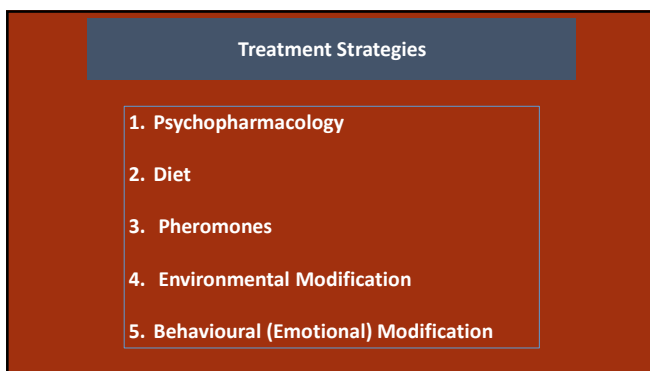 Treatment Strategies
1. Psychopharmacology
2. Diet
3. Pheromones
4. Environmental Modification
5. Behavioural (Emotional) Modification